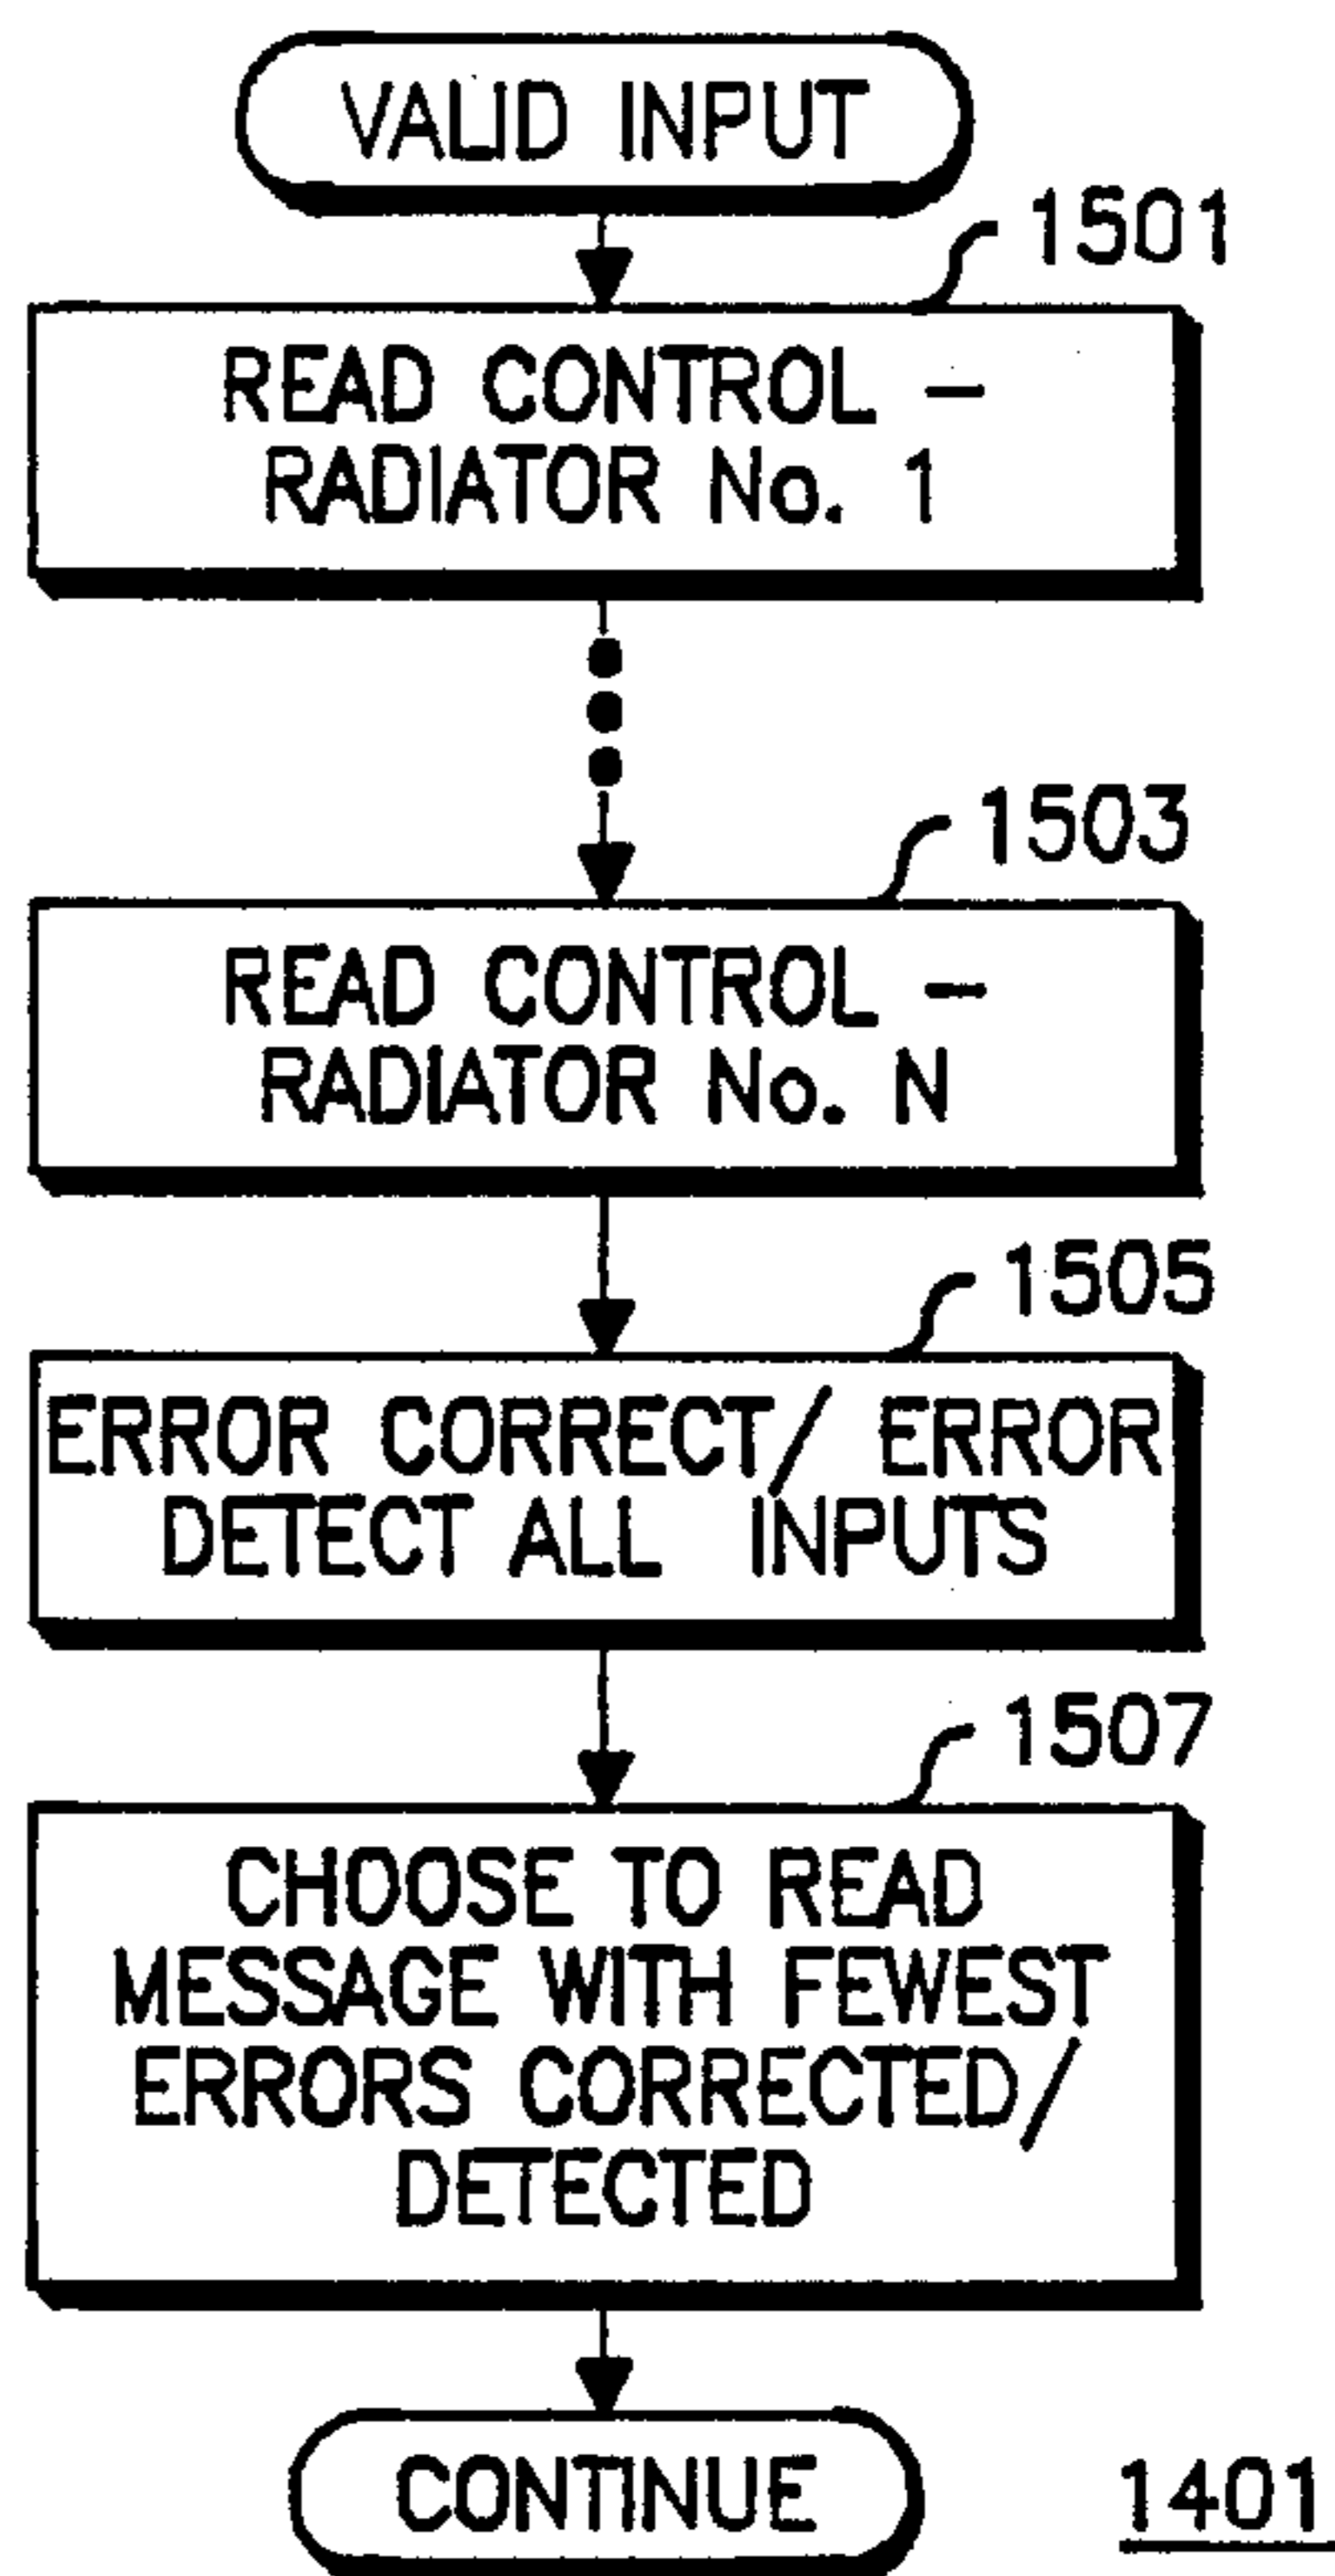 VALID INPUT
1501
READ CONTROL -
RADIATOR No. 1
1503
READ CONTROL -
RADIATOR No. N
1505
ERROR CORRECT/ ERROR
DETECT ALL INPUTS
1507
CHOOSE TO READ
MESSAGE WITH FEWEST
ERRORS CORRECTED/
DETECTED
CONTINUE
1401